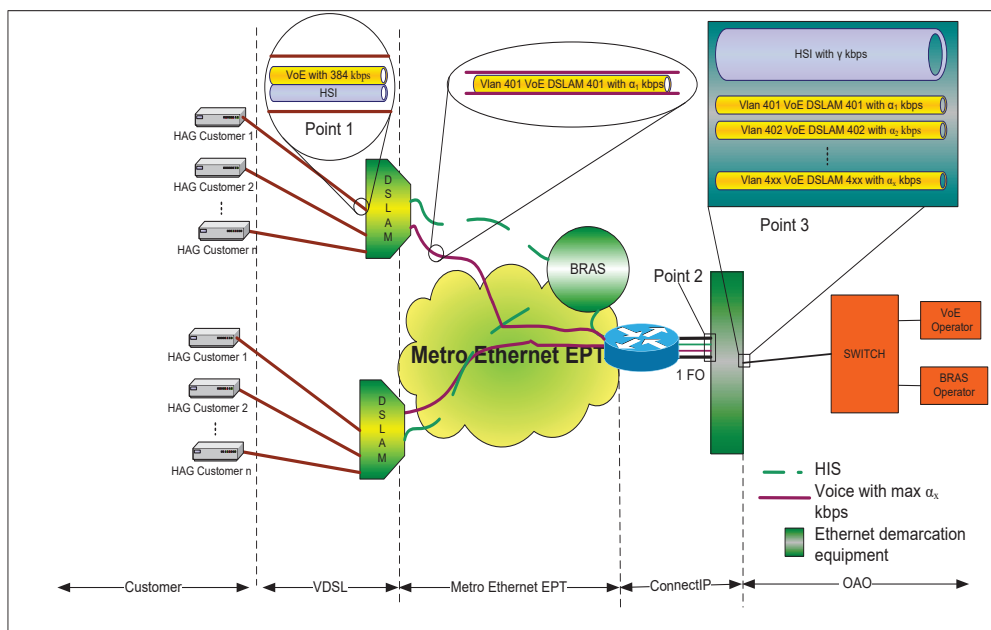 VoE with 384 kbps
HSI
Point 1
HAG Customer 1
HAG Customer 2
HAG Customer n
DSLAM
Vlan 401 VoE DSLAM 401 with α₁ kbps
HSI with γ kbps
Vlan 401 VoE DSLAM 401 with α₁ kbps
Vlan 402 VoE DSLAM 402 with α₂ kbps
Vlan 4xx VoE DSLAM 4xx with αₓ kbps
Point 3
BRAS
Point 2
Metro Ethernet EPT
1 FO
SWITCH
VoE
Operator
BRAS
Operator
HAG Customer 1
HAG Customer 2
HAG Customer n
DSLAM
HIS
Voice with max αₓ
kbps
Ethernet demarcation
equipment
Customer
VDSL
Metro Ethernet EPT
ConnectIP
OAO